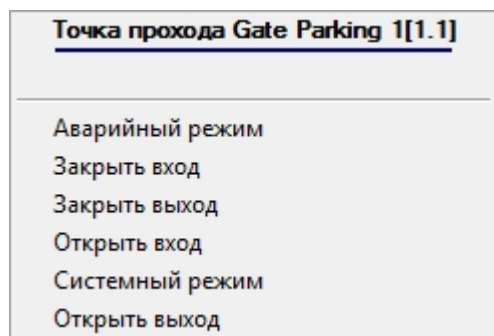 Точка прохода Gate Parking 1[1.1]
Аварийный режим
Закрыть вход
Закрыть выход
Открыть вход
Системный режим
Открыть выход